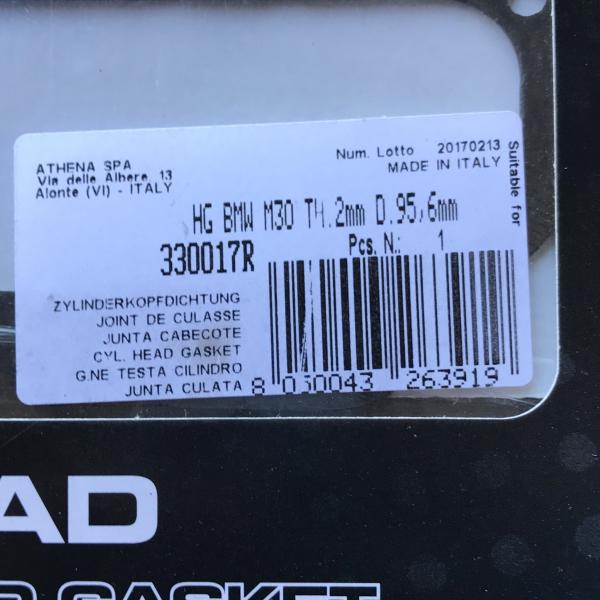 ATHENA SPA
Via delle Albere, 13
Alonte (VI) - ITALY
Num. Lotto 20170213
MADE IN ITALY
Suitable for
HG BMW M30 TH.2mm D.95,6mm
330017R
Pcs. N.: 1
ZYLINDERKOPFDICHTUNG
JOINT DE CULASSE
JUNTA CABECOTE
CYL. HEAD GASKET
G.NE TESTA CILINDRO
JUNTA CULATA
8 030043 263919
AD
GASKET